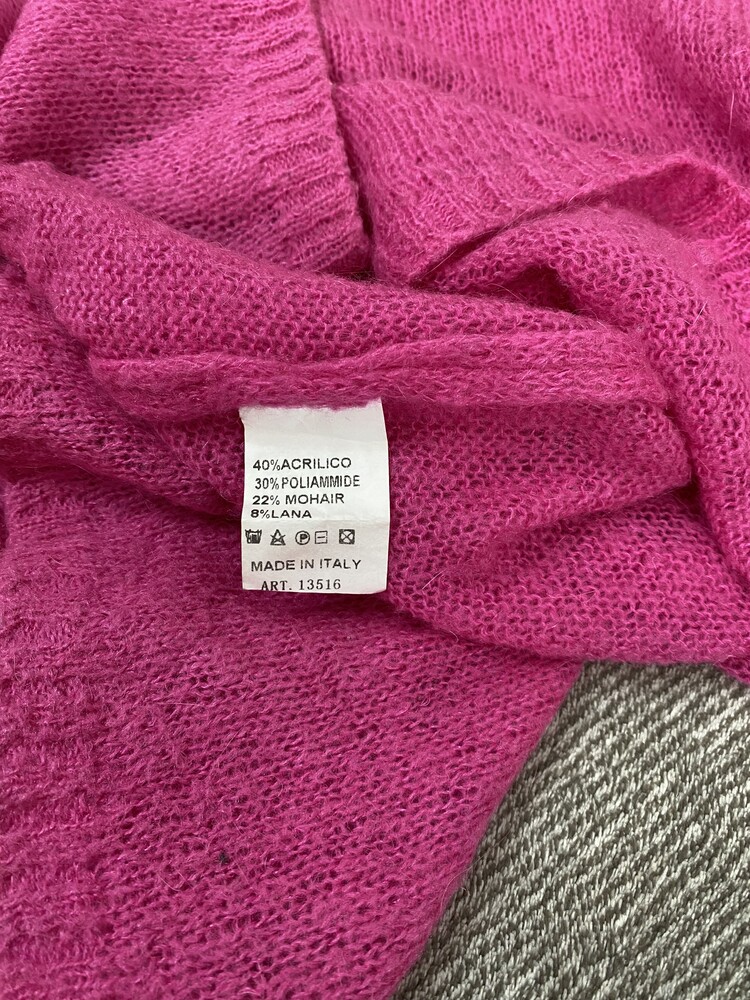 40%ACRILICO
30%POLIAMMIDE
22% MOHAIR
8%LANA
P
MADE IN ITALY
ART. 13516